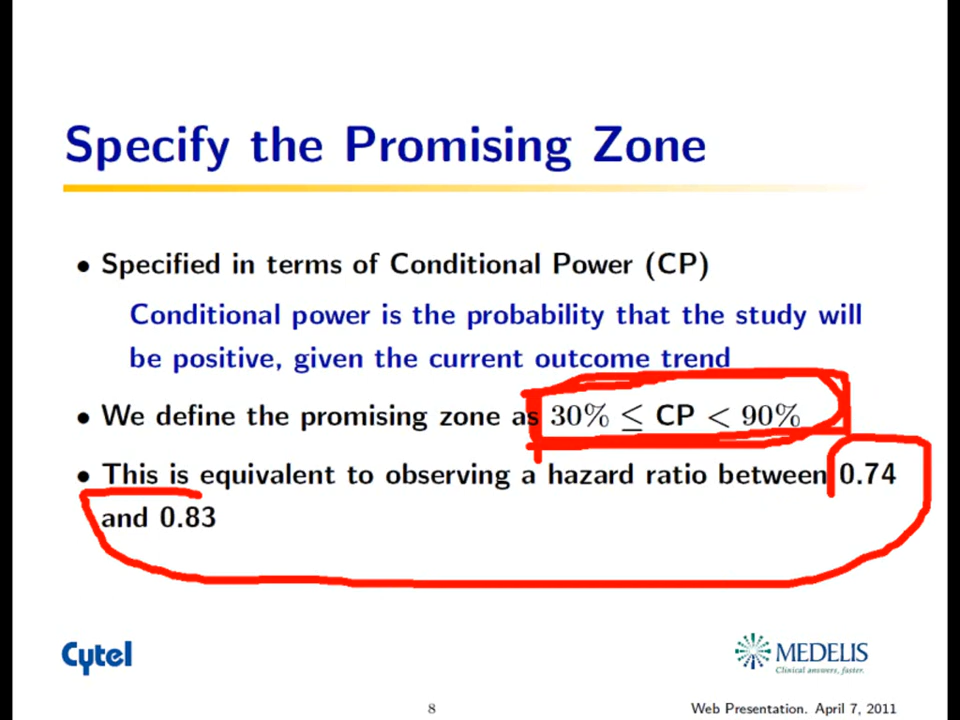 Specify the Promising Zone
• Specified in terms of Conditional Power (CP)
Conditional power is the probability that the study will
be positive, given the current outcome trend
• We define the promising zone as 30% ≤ CP < 90%
• This is equivalent to observing a hazard ratio between 0.74
and 0.83
Cytel
MEDELIS
Clinical answers, faster.
8
Web Presentation. April 7, 2011